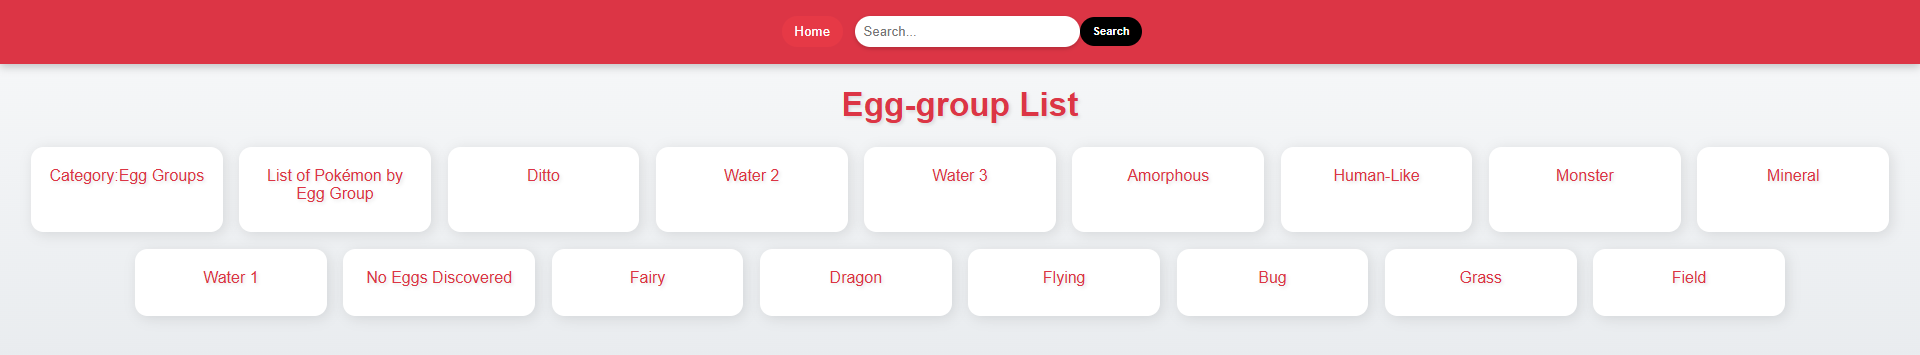 Home
Search...
Search
Egg-group List
Category:Egg Groups
List of Pokémon by
Egg Group
Ditto
Water 2
Water 3
Amorphous
Human-Like
Monster
Mineral
Water 1
No Eggs Discovered
Fairy
Dragon
Flying
Bug
Grass
Field